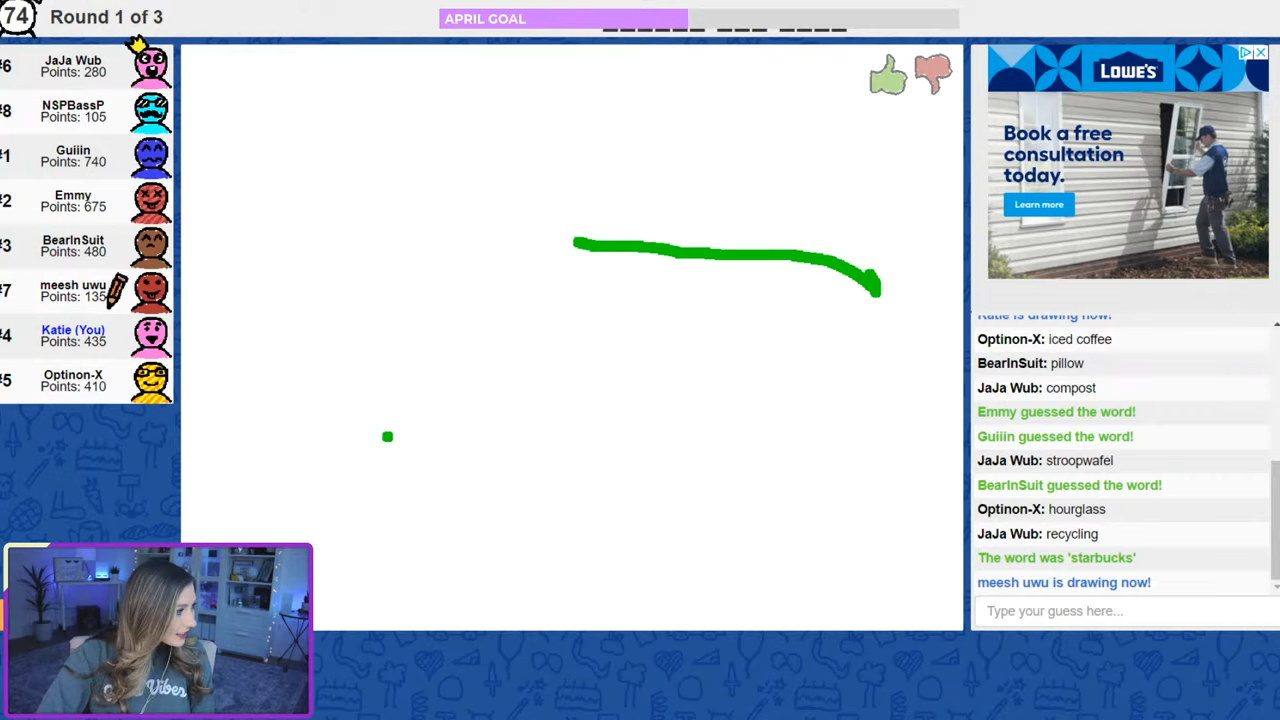 74 Round 1 of 3
APRIL GOAL
#6 JaJa Wub
Points: 280
#8 NSPBassP
Points: 105
#1 Guiiin
Points: 740
#2 Emmy
Points: 675
#3 BearInSuit
Points: 480
#7 meesh uwu
Points: 135
#4 Katie (You)
Points: 435
#5 Optinon-X
Points: 410
LOWE'S
Book a free
consultation
today.
Learn more
Katie is drawing now!
Optinon-X: iced coffee
BearInSuit: pillow
JaJa Wub: compost
Emmy guessed the word!
Guiiin guessed the word!
JaJa Wub: stroopwafel
BearInSuit guessed the word!
Optinon-X: hourglass
JaJa Wub: recycling
The word was 'starbucks'
meesh uwu is drawing now!
Type your guess here...
Vibes